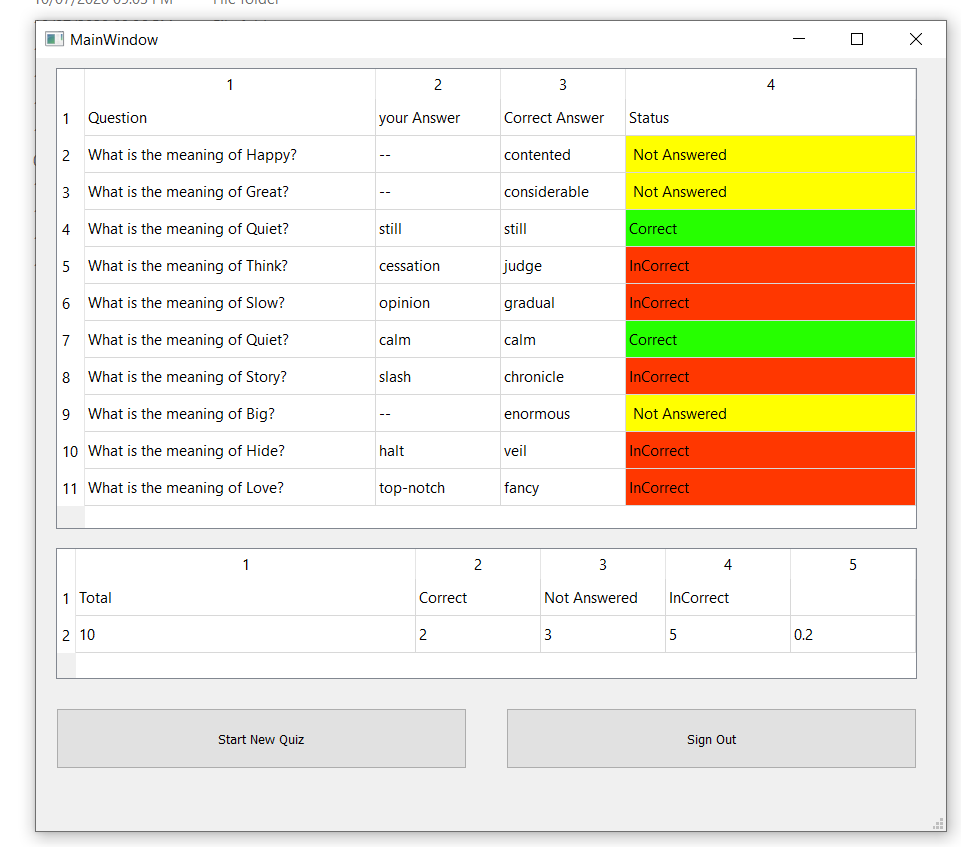 MainWindow
1 2 3 4
1 Question your Answer Correct Answer Status
2 What is the meaning of Happy? -- contented Not Answered
3 What is the meaning of Great? -- considerable Not Answered
4 What is the meaning of Quiet? still still Correct
5 What is the meaning of Think? cessation judge InCorrect
6 What is the meaning of Slow? opinion gradual InCorrect
7 What is the meaning of Quiet? calm calm Correct
8 What is the meaning of Story? slash chronicle InCorrect
9 What is the meaning of Big? -- enormous Not Answered
10 What is the meaning of Hide? halt veil InCorrect
11 What is the meaning of Love? top-notch fancy InCorrect
1 2 3 4 5
1 Total Correct Not Answered InCorrect
2 10 2 3 5 0.2
Start New Quiz Sign Out